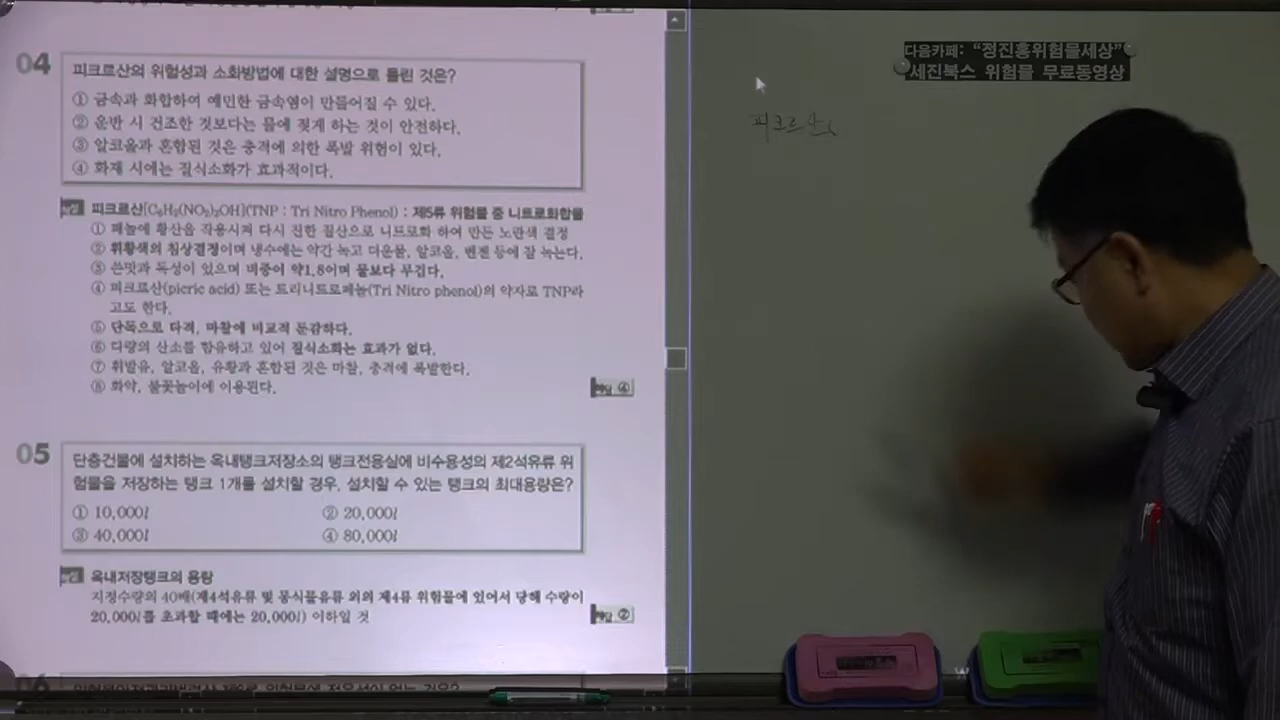 04
피크르산의 위험성과 소화방법에 대한 설명으로 틀린 것은?
① 금속과 화합하여 예민한 금속염이 만들어질 수 있다.
② 운반 시 건조한 것보다는 물에 젖게 하는 것이 안전하다.
③ 알코올과 혼합된 것은 충격에 의한 폭발 위험이 있다.
④ 화재 시에는 질식소화가 효과적이다.
해설 피크르산[C₆H₂(NO₂)₃OH](TNP : Tri Nitro Phenol) : 제5류 위험물 중 니트로화합물
① 페놀에 황산을 작용시켜 다시 진한 질산으로 니트로화 하여 만든 노란색 결정
② 휘황색의 침상결정이며 냉수에는 약간 녹고 더운물, 알코올, 벤젠 등에 잘 녹는다.
③ 쓴맛과 독성이 있으며 비중이 약1.8이며 물보다 무겁다.
④ 피크르산(picric acid) 또는 트리니트로페놀(Tri Nitro phenol)의 약자로 TNP라
고도 한다.
⑤ 단독으로 타격, 마찰에 비교적 둔감하다.
⑥ 다량의 산소를 함유하고 있어 질식소화는 효과가 없다.
⑦ 휘발유, 알코올, 유황과 혼합된 것은 마찰, 충격에 폭발한다.
⑧ 화약, 불꽃놀이에 이용된다.
정답 ④
05
단층건물에 설치하는 옥내탱크저장소의 탱크전용실에 비수용성의 제2석유류 위
험물을 저장하는 탱크 1개를 설치할 경우, 설치할 수 있는 탱크의 최대용량은?
① 10,000l ② 20,000l
③ 40,000l ④ 80,000l
해설 옥내저장탱크의 용량
지정수량의 40배(제4석유류 및 동식물유류 외의 제4류 위험물에 있어서 당해 수량이
20,000l를 초과할 때에는 20,000l) 이하일 것
정답 ②
06
다음카페: "정진홍위험물세상"
세진북스 위험물 무료동영상
피크르산